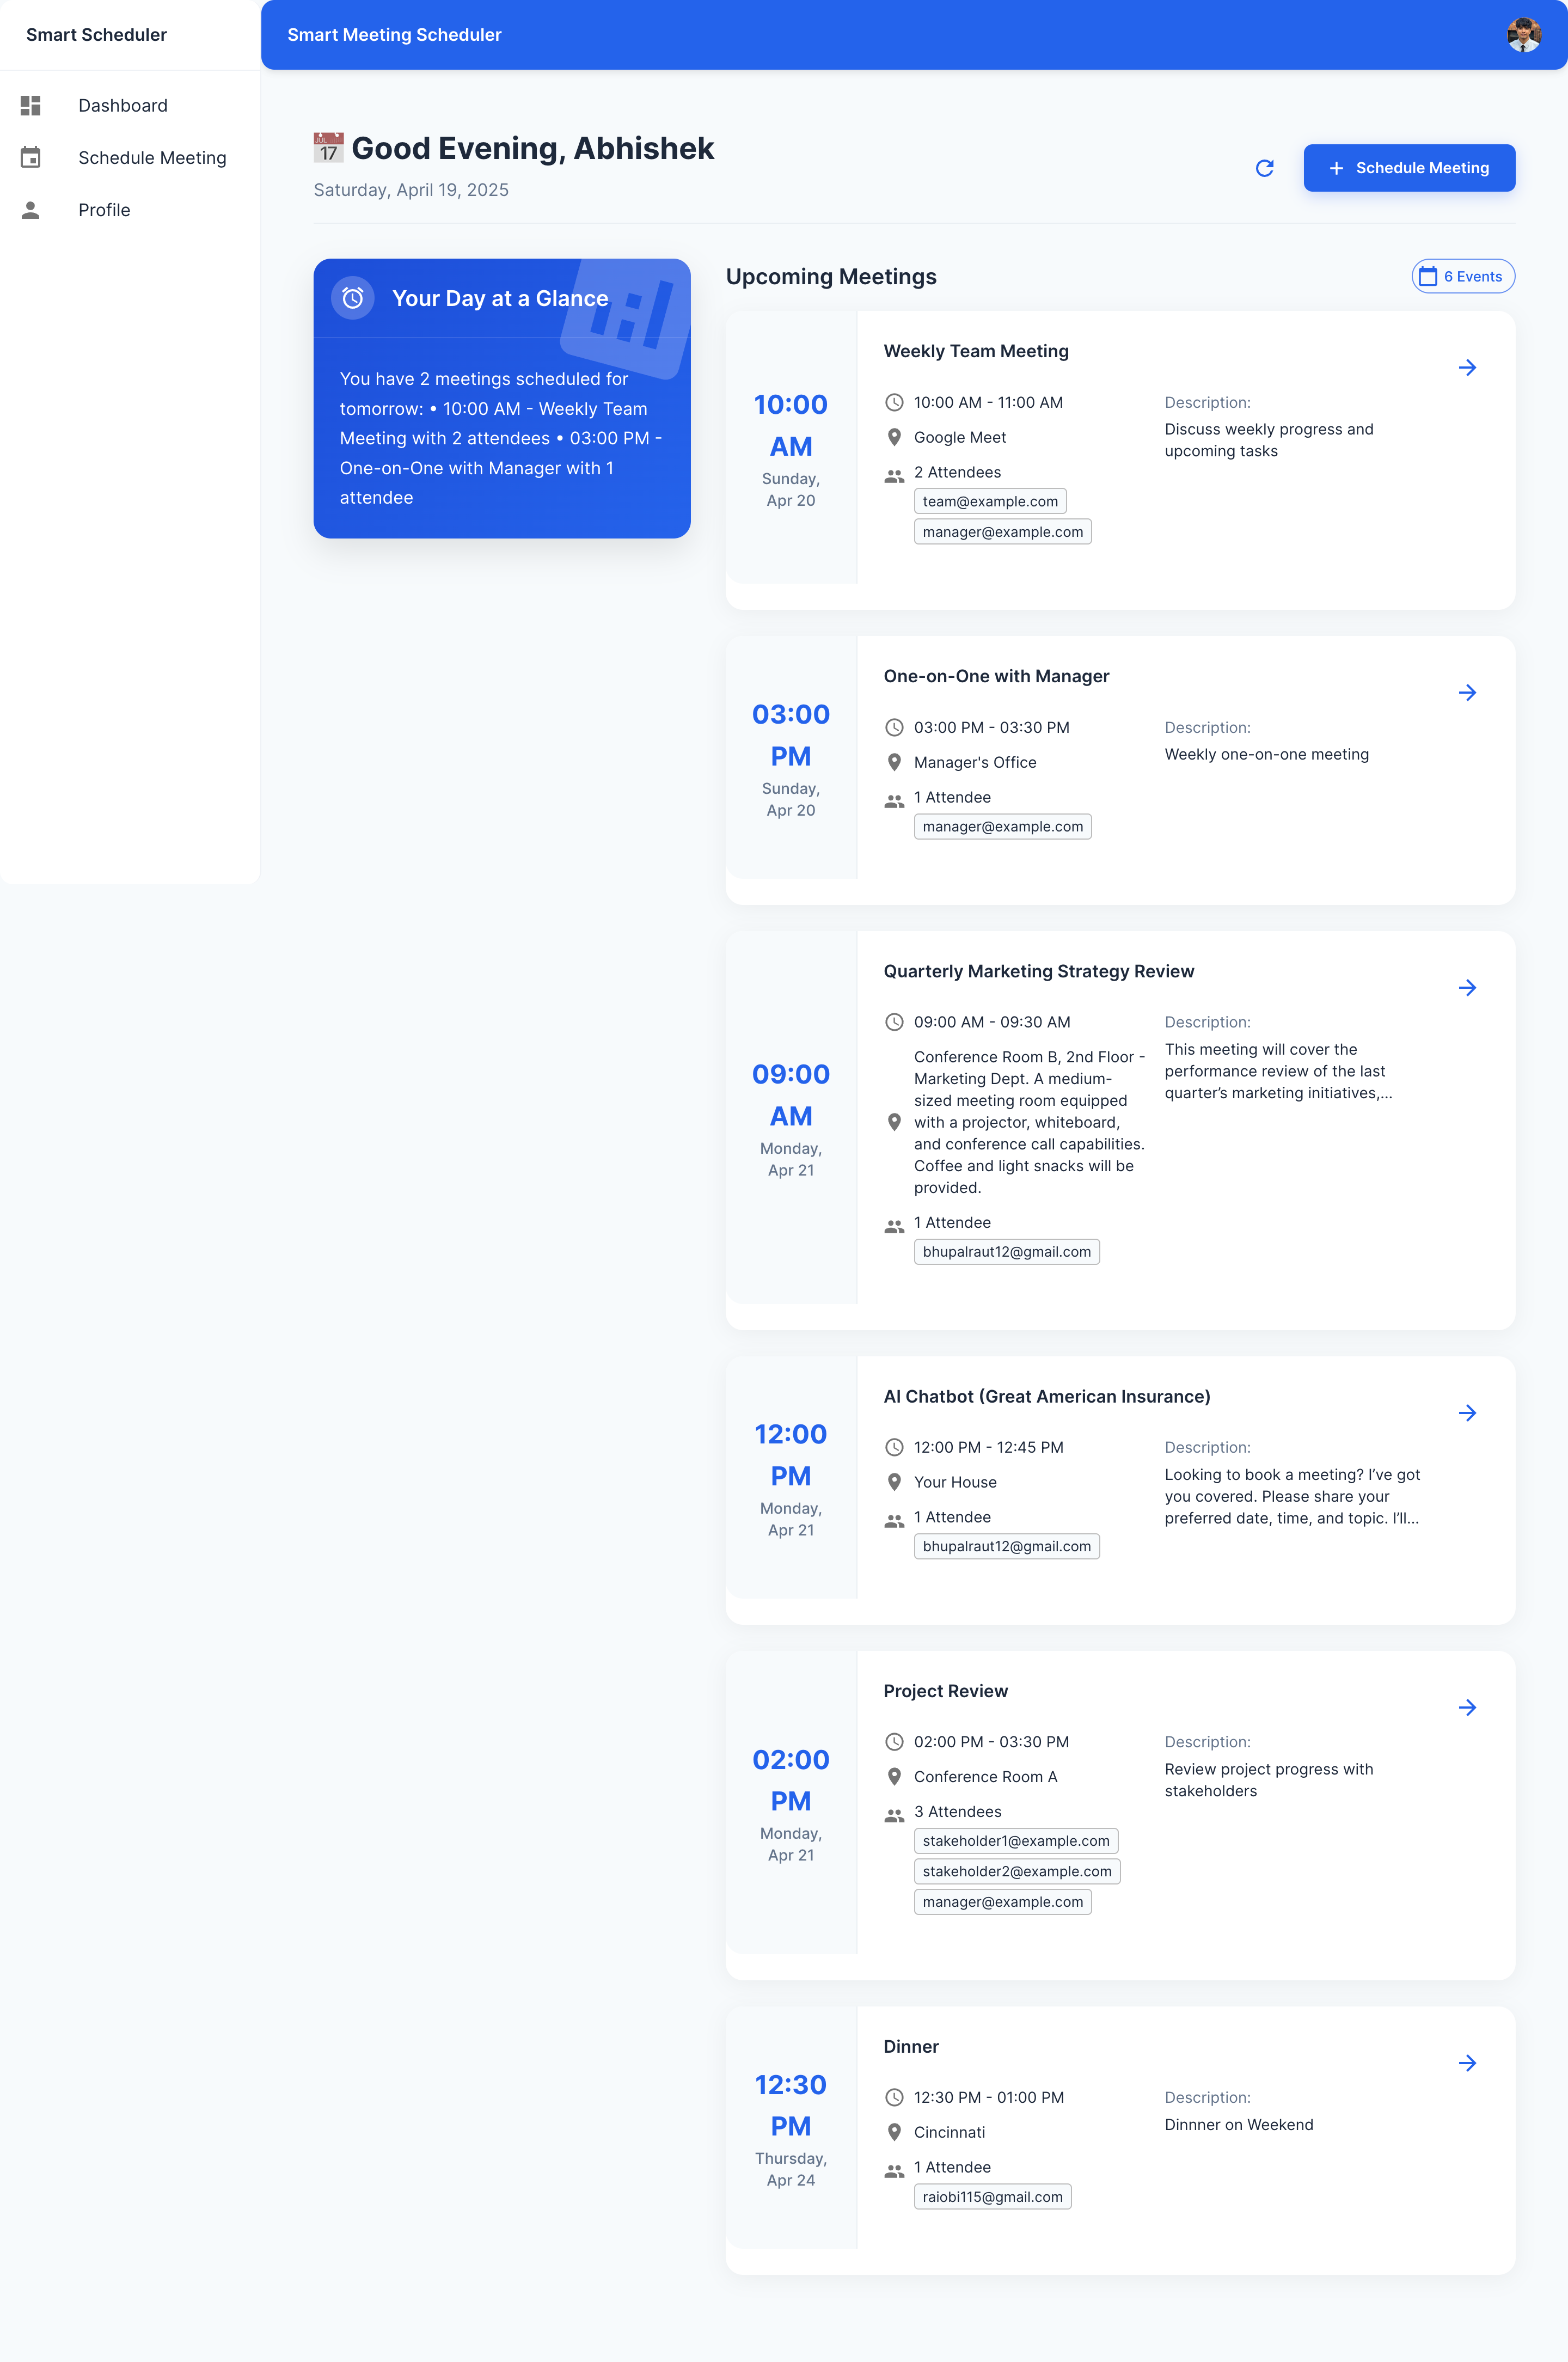 Smart Scheduler
Dashboard
Schedule Meeting
Profile
Smart Meeting Scheduler
JUL
17
Good Evening, Abhishek
Saturday, April 19, 2025
Schedule Meeting
Your Day at a Glance
You have 2 meetings scheduled for
tomorrow: • 10:00 AM - Weekly Team
Meeting with 2 attendees • 03:00 PM -
One-on-One with Manager with 1
attendee
Upcoming Meetings
6 Events
10:00
AM
Sunday,
Apr 20
Weekly Team Meeting
10:00 AM - 11:00 AM
Google Meet
2 Attendees
team@example.com
manager@example.com
Description:
Discuss weekly progress and
upcoming tasks
03:00
PM
Sunday,
Apr 20
One-on-One with Manager
03:00 PM - 03:30 PM
Manager's Office
1 Attendee
manager@example.com
Description:
Weekly one-on-one meeting
09:00
AM
Monday,
Apr 21
Quarterly Marketing Strategy Review
09:00 AM - 09:30 AM
Conference Room B, 2nd Floor -
Marketing Dept. A medium-
sized meeting room equipped
with a projector, whiteboard,
and conference call capabilities.
Coffee and light snacks will be
provided.
1 Attendee
bhupalraut12@gmail.com
Description:
This meeting will cover the
performance review of the last
quarter’s marketing initiatives,...
12:00
PM
Monday,
Apr 21
AI Chatbot (Great American Insurance)
12:00 PM - 12:45 PM
Your House
1 Attendee
bhupalraut12@gmail.com
Description:
Looking to book a meeting? I’ve got
you covered. Please share your
preferred date, time, and topic. I’ll...
02:00
PM
Monday,
Apr 21
Project Review
02:00 PM - 03:30 PM
Conference Room A
3 Attendees
stakeholder1@example.com
stakeholder2@example.com
manager@example.com
Description:
Review project progress with
stakeholders
12:30
PM
Thursday,
Apr 24
Dinner
12:30 PM - 01:00 PM
Cincinnati
1 Attendee
raiobi115@gmail.com
Description:
Dinnner on Weekend